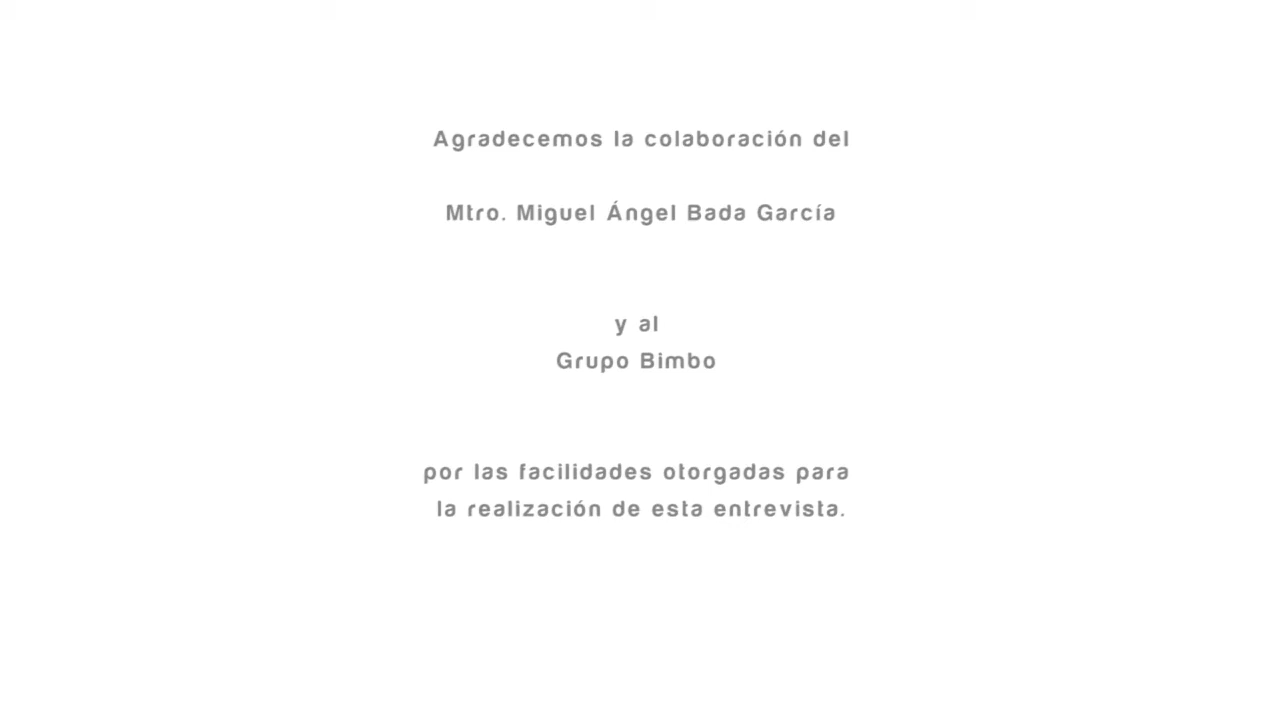 Agradecemos la colaboración del
Mtro. Miguel Ángel Bada García
y al
Grupo Bimbo
por las facilidades otorgadas para
la realización de esta entrevista.